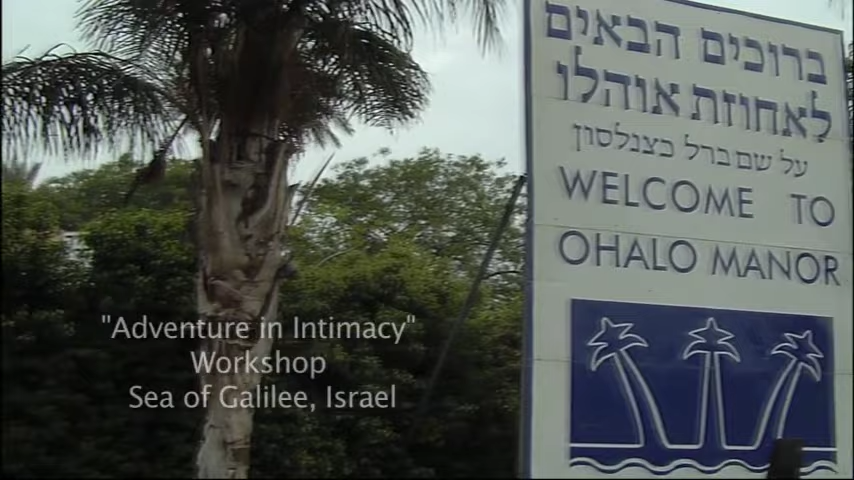 ברוכים הבאים
לאחוזת אוהלו
על שם ברל כצנלסון
WELCOME TO
OHALO MANOR
"Adventure in Intimacy"
Workshop
Sea of Galilee, Israel